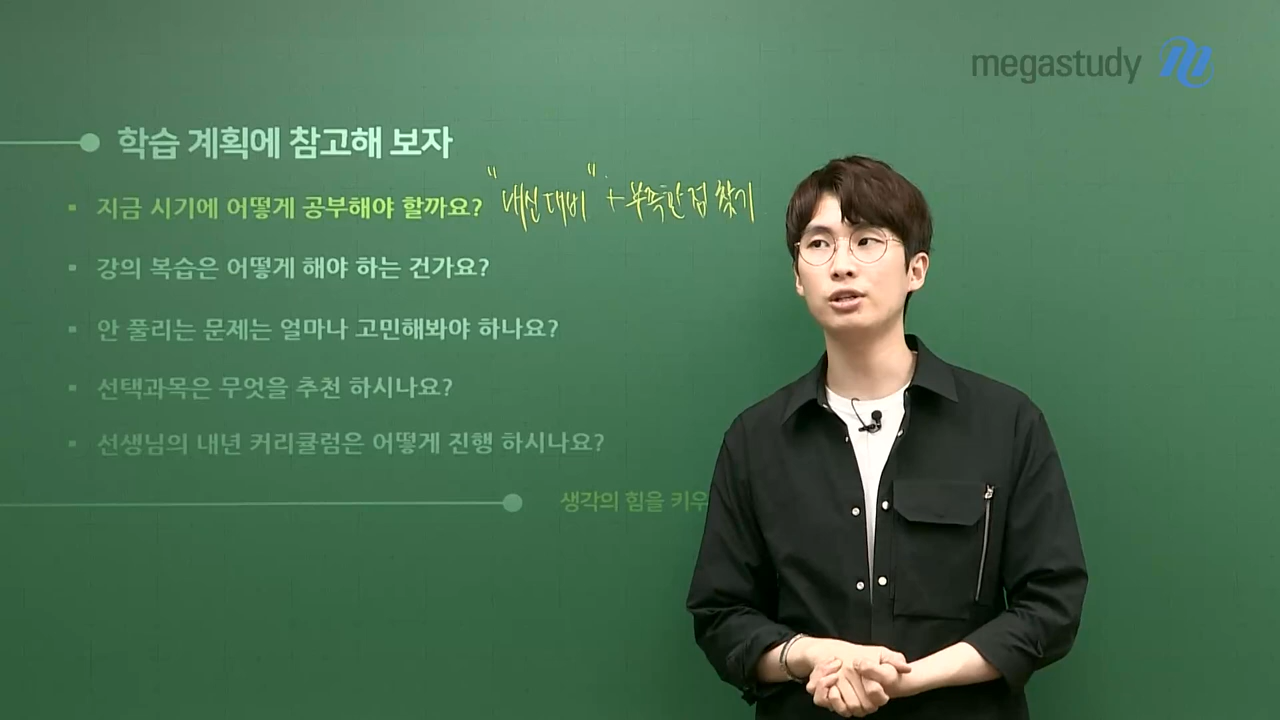 megastudy
학습 계획에 참고해 보자
지금 시기에 어떻게 공부해야 할까요? "내신 대비" + 부족한 점 찾기
강의 복습은 어떻게 해야 하는 건가요?
안 풀리는 문제는 얼마나 고민해봐야 하나요?
선택과목은 무엇을 추천 하시나요?
선생님의 내년 커리큘럼은 어떻게 진행 하시나요?
생각의 힘을 키우